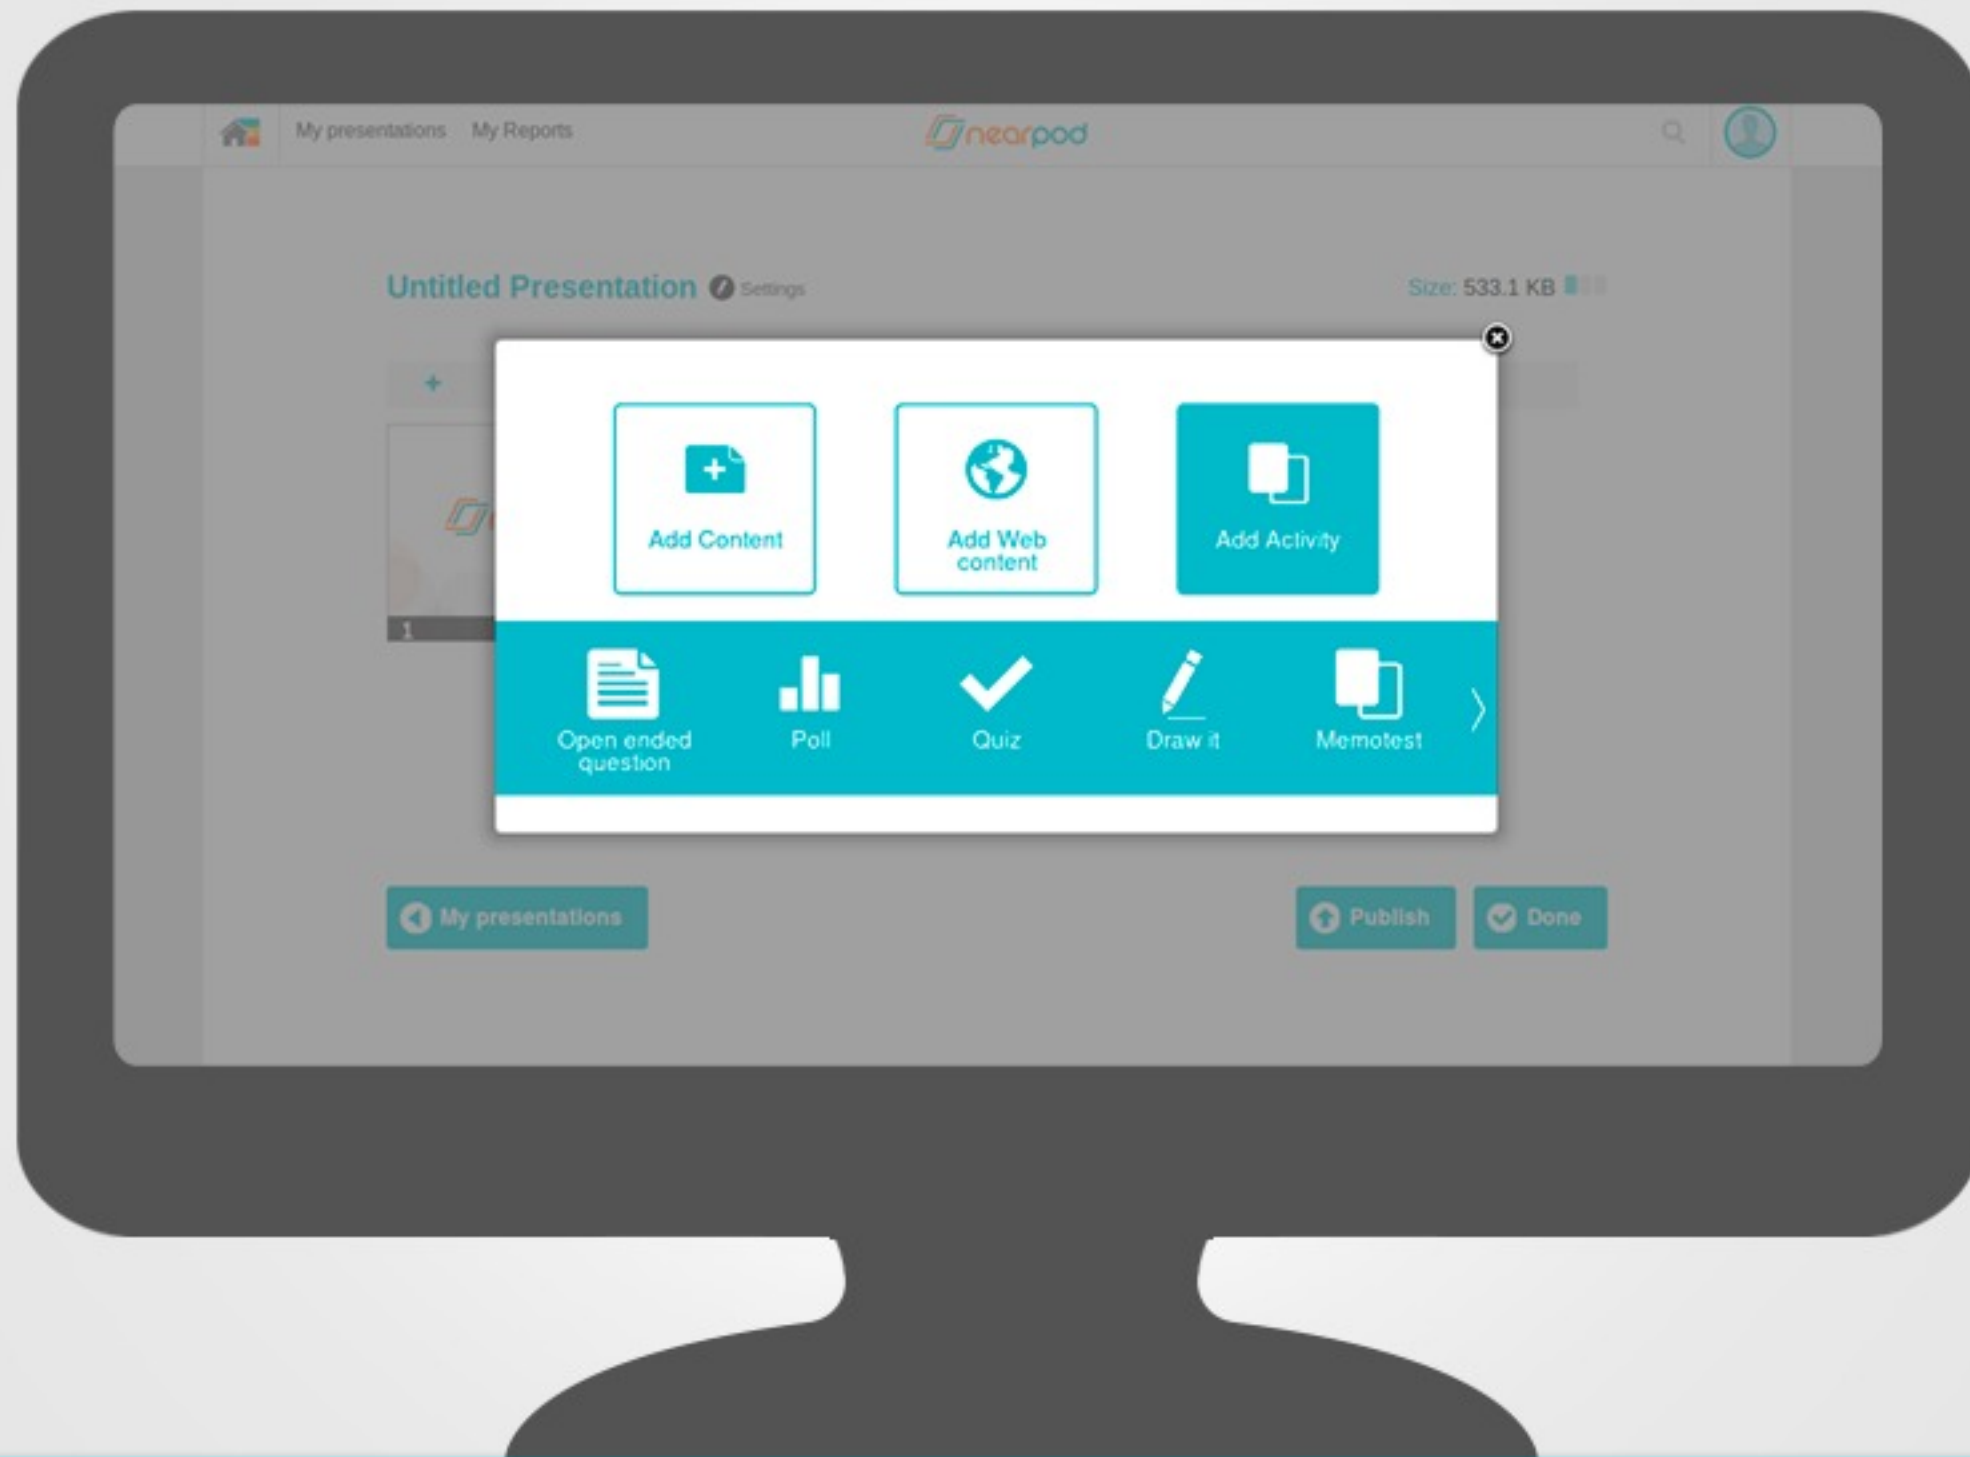 My presentations My Reports nearpod
Untitled Presentation Settings Size: 533.1 KB
Add Content
Add Web
content
Add Activity
1
Open ended
question
Poll
Quiz
Draw it
Memotest
My presentations Publish Done